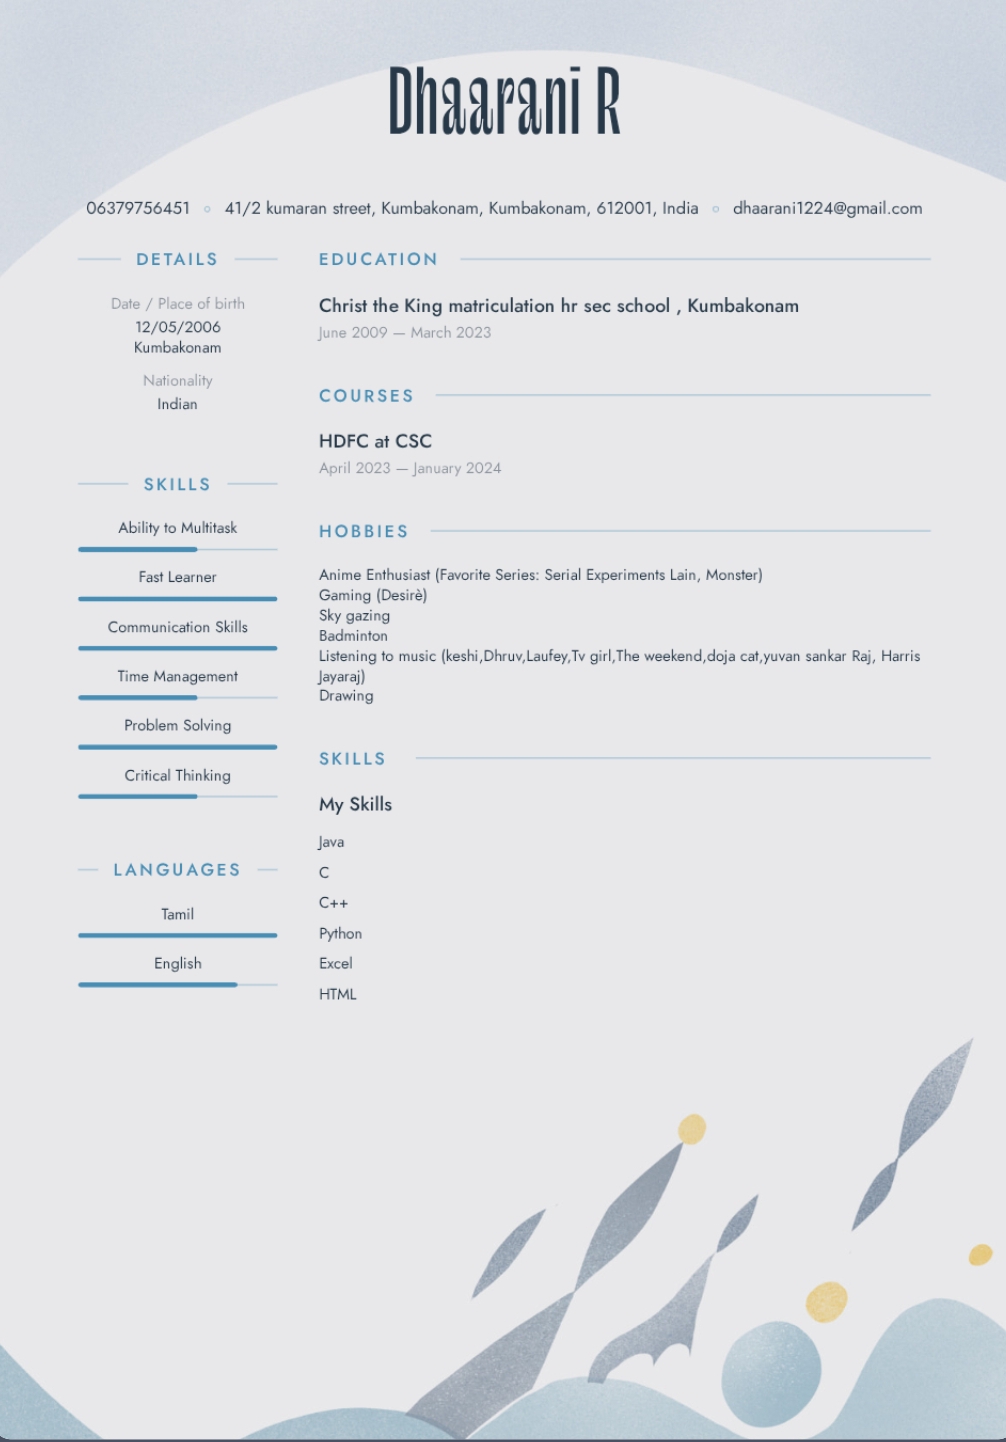 Dhaarani R
06379756451 ○ 41/2 kumaran street, Kumbakonam, Kumbakonam, 612001, India ○ dhaarani1224@gmail.com
DETAILS
Date / Place of birth
12/05/2006
Kumbakonam
Nationality
Indian
SKILLS
Ability to Multitask
Fast Learner
Communication Skills
Time Management
Problem Solving
Critical Thinking
LANGUAGES
Tamil
English
EDUCATION
Christ the King matriculation hr sec school , Kumbakonam
June 2009 — March 2023
COURSES
HDFC at CSC
April 2023 — January 2024
HOBBIES
Anime Enthusiast (Favorite Series: Serial Experiments Lain, Monster)
Gaming (Desirè)
Sky gazing
Badminton
Listening to music (keshi,Dhruv,Laufey,Tv girl,The weekend,doja cat,yuvan sankar Raj, Harris
Jayaraj)
Drawing
SKILLS
My Skills
Java
C
C++
Python
Excel
HTML